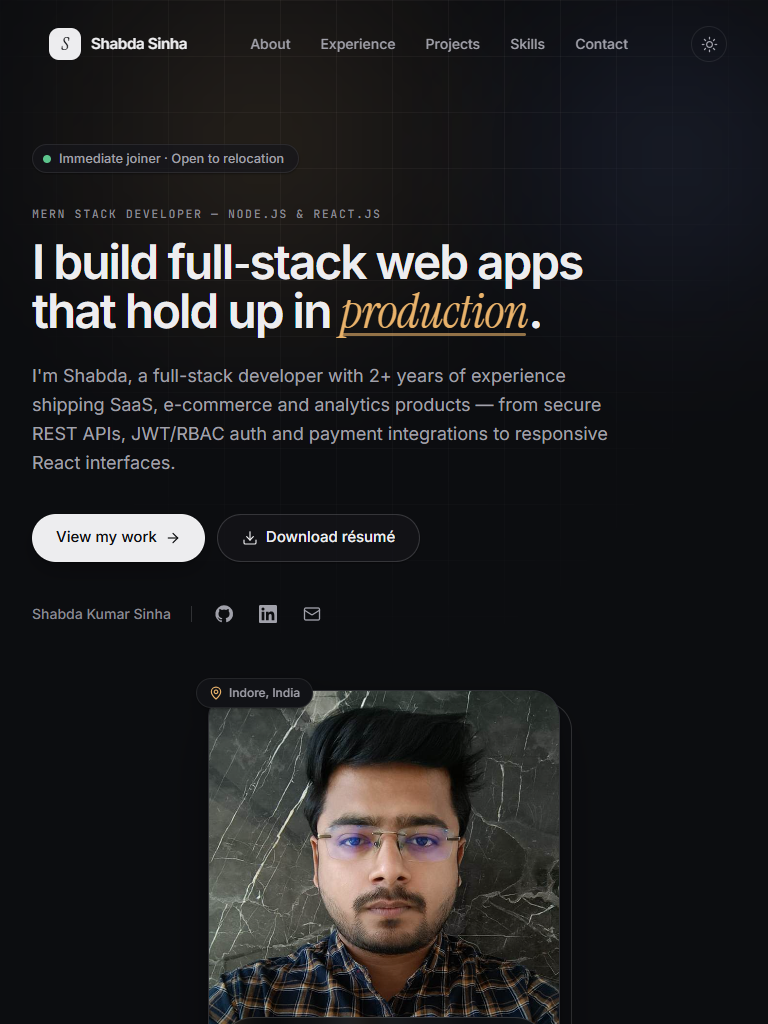 S Shabda Sinha About Experience Projects Skills Contact
Immediate joiner · Open to relocation
MERN STACK DEVELOPER — NODE.JS & REACT.JS
I build full-stack web apps
that hold up in production.
I'm Shabda, a full-stack developer with 2+ years of experience
shipping SaaS, e-commerce and analytics products — from secure
REST APIs, JWT/RBAC auth and payment integrations to responsive
React interfaces.
View my work → Download résumé
Shabda Kumar Sinha in
Indore, India